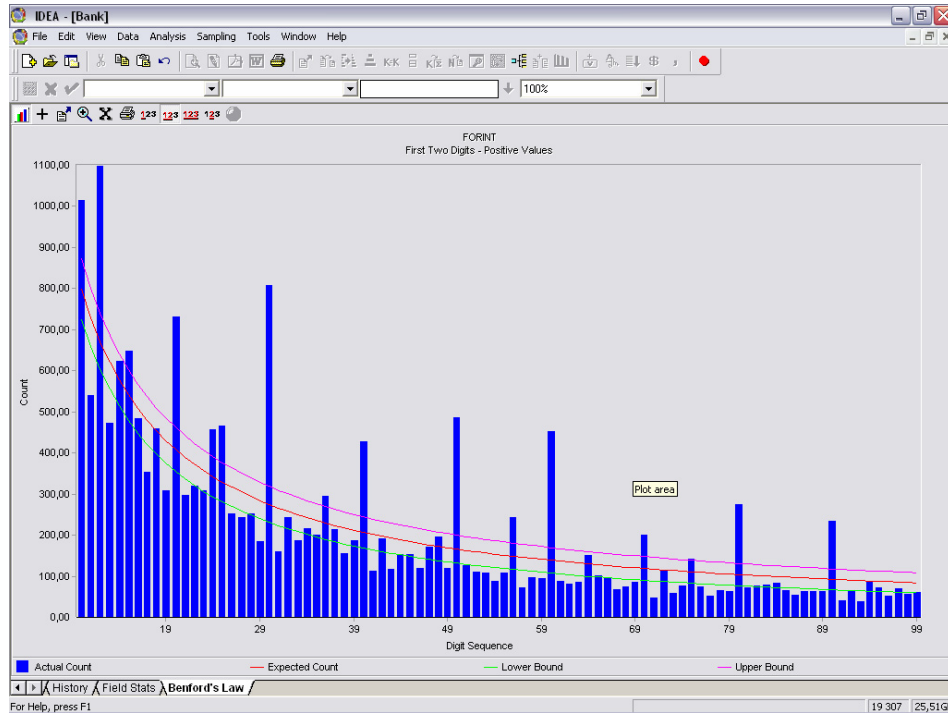 IDEA - [Bank]
File Edit View Data Analysis Sampling Tools Window Help
100%
123 123 123 123
FORINT
First Two Digits - Positive Values
1100,00
1000,00
900,00
800,00
700,00
600,00
500,00
400,00
300,00
200,00
100,00
0,00
Count
Plot area
19 29 39 49 59 69 79 89 99
Digit Sequence
Actual Count Expected Count Lower Bound Upper Bound
History Field Stats Benford's Law
For Help, press F1 19 307 25,51G